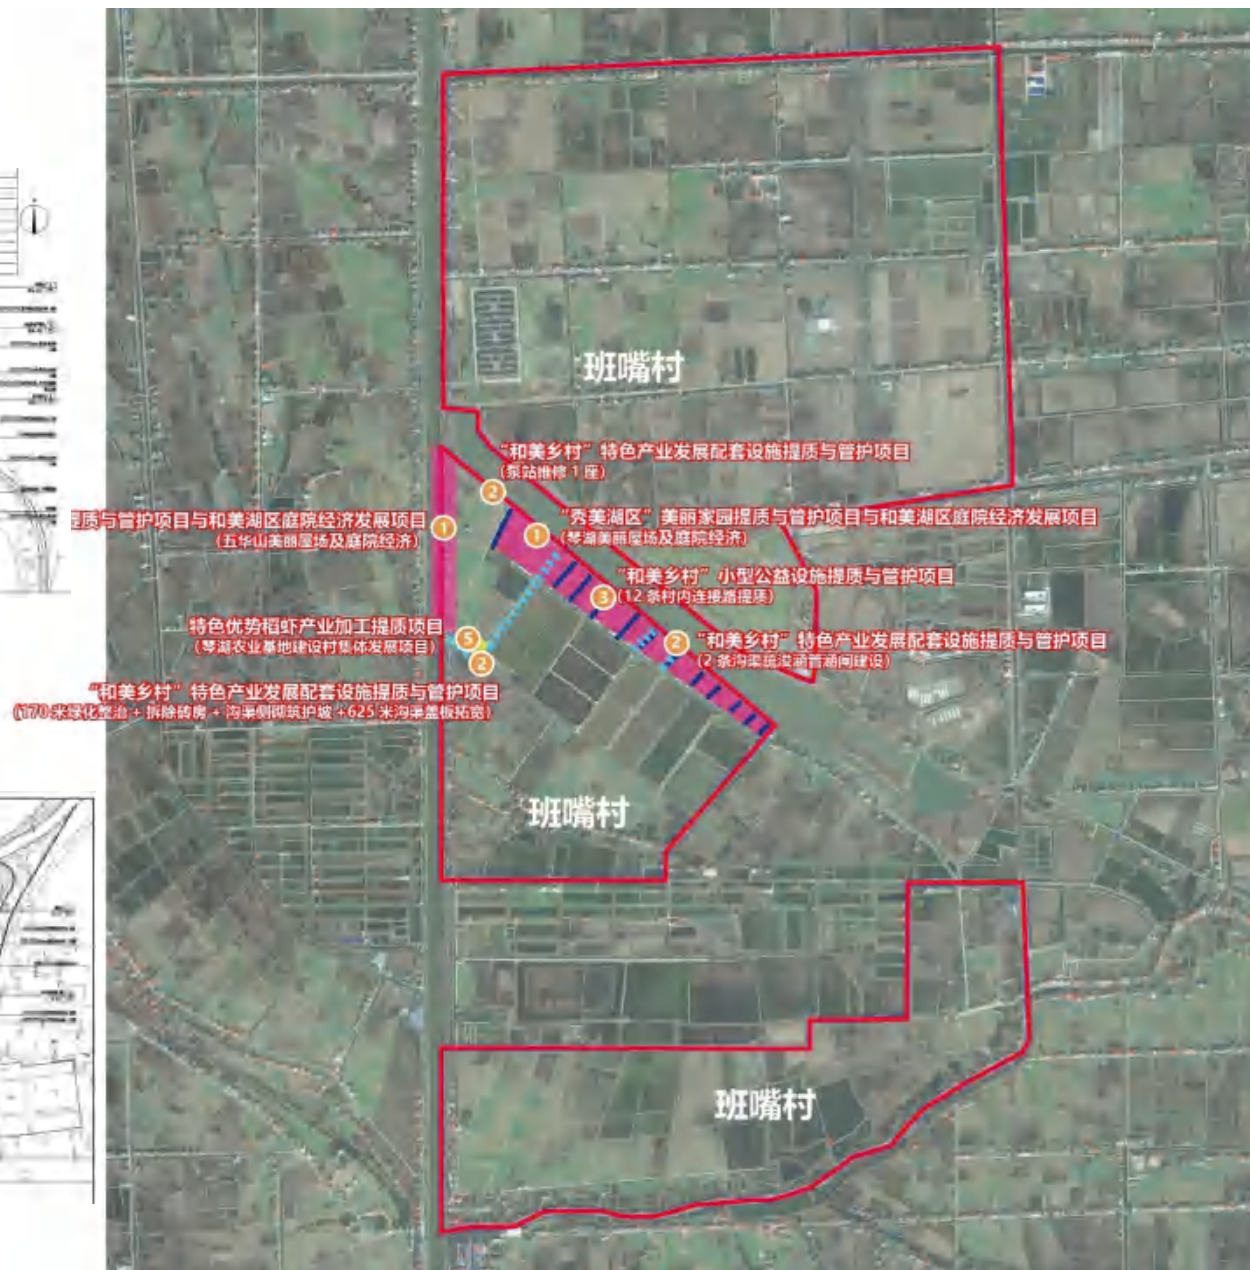 班嘴村
“和美乡村”特色产业发展配套设施提质与管护项目
(泵站维修 1 座)
2
提质与管护项目与和美湖区庭院经济发展项目
(五华山美丽屋场及庭院经济)
1
“秀美湖区”美丽家园提质与管护项目与和美湖区庭院经济发展项目
(琴湖美丽屋场及庭院经济)
1
“和美乡村”小型公益设施提质与管护项目
(12 条村内连接路提质)
3
特色优势稻虾产业加工提质项目
(琴湖农业基地建设村集体发展项目)
5
2
“和美乡村”特色产业发展配套设施提质与管护项目
(2 条沟渠疏浚涵管涵闸建设)
2
“和美乡村”特色产业发展配套设施提质与管护项目
(170 米绿化整治 + 拆除砖房 + 沟渠侧砌筑护坡 +625 米沟渠盖板拓宽)
班嘴村
班嘴村